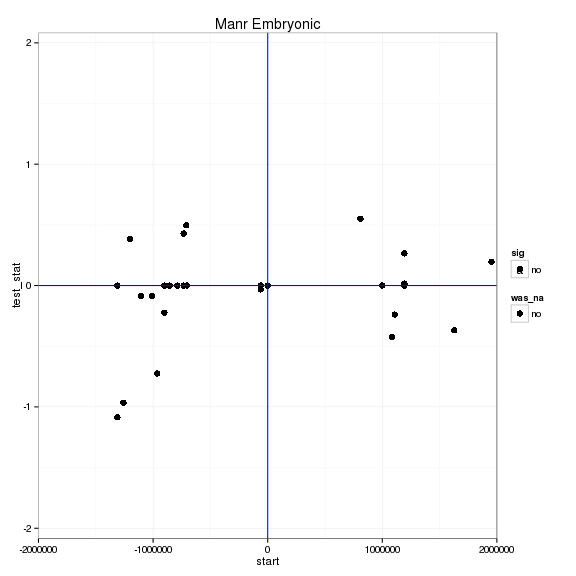 Manr Embryonic
2
1
0
-1
-2
test_stat
-2000000 -1000000 0 1000000 2000000
start
sig
a no
was_na
no